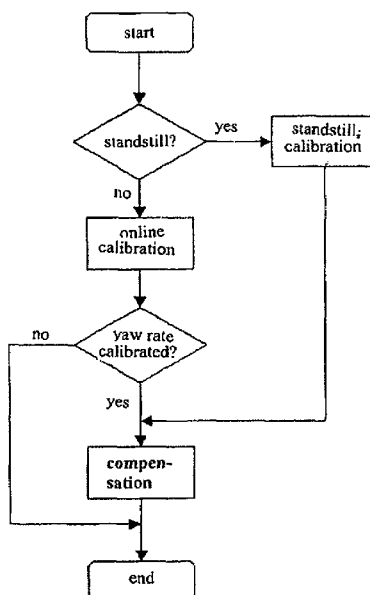 start
standstill?
yes
standstill;
calibration
no
online
calibration
no
yaw rate
calibrated?
yes
compen-
sation
end